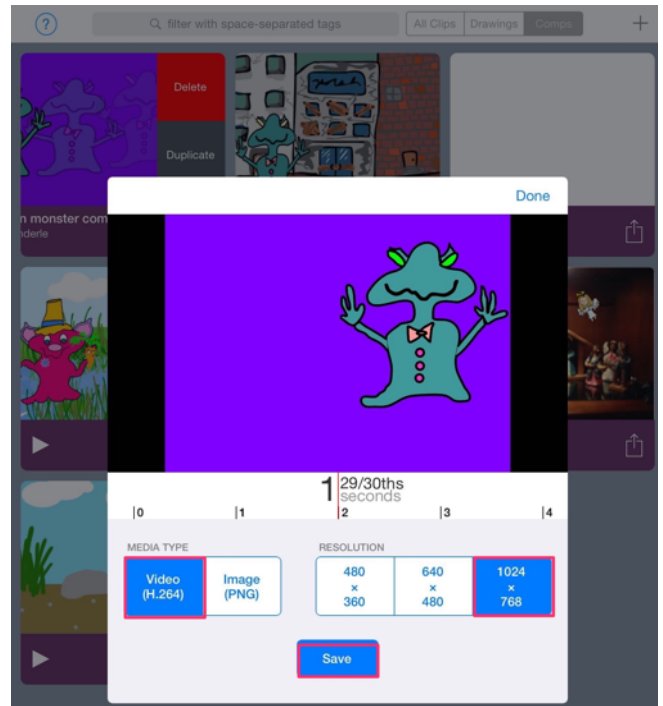 ?
filter with space-separated tags
All Clips
Drawings
Comps
Delete
Duplicate
n monster com
nderle
Done
1 29/30ths
seconds
0 1 2 3 4
MEDIA TYPE
Video
(H.264)
Image
(PNG)
RESOLUTION
480
×
360
640
×
480
1024
×
768
Save